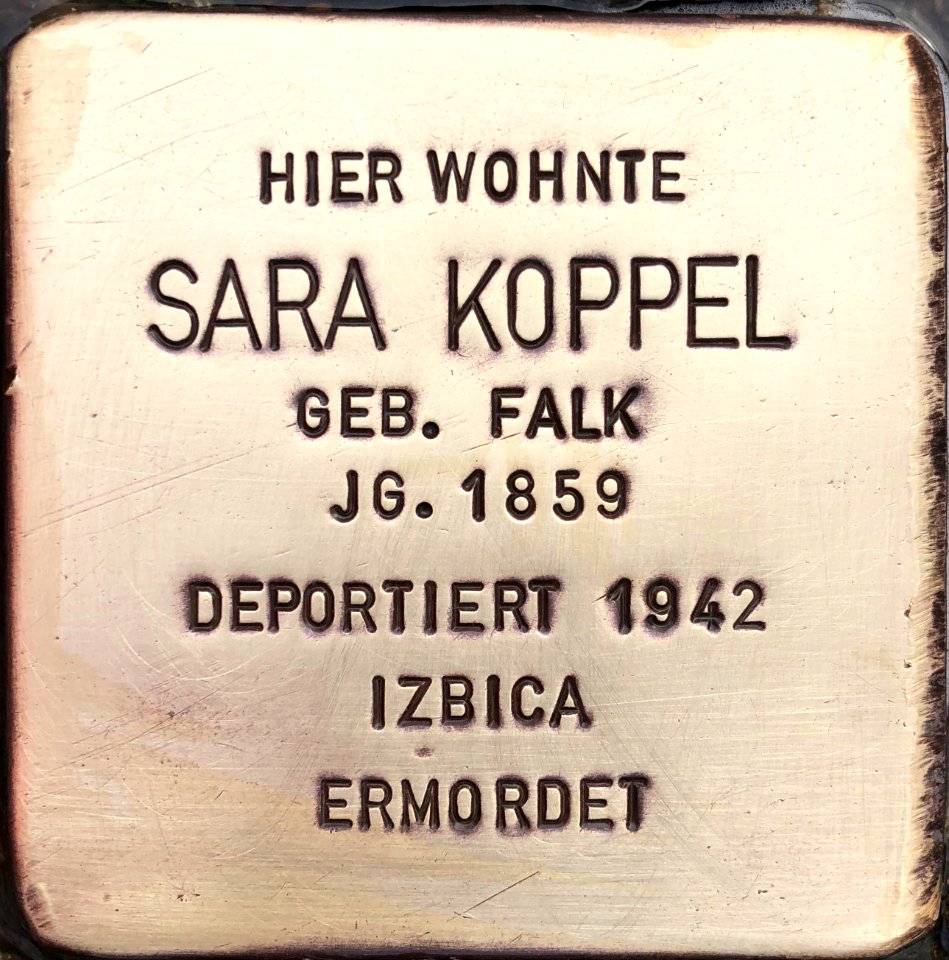 HIER WOHNTE
SARA KOPPEL
GEB. FALK
JG. 1859
DEPORTIERT 1942
IZBICA
ERMORDET